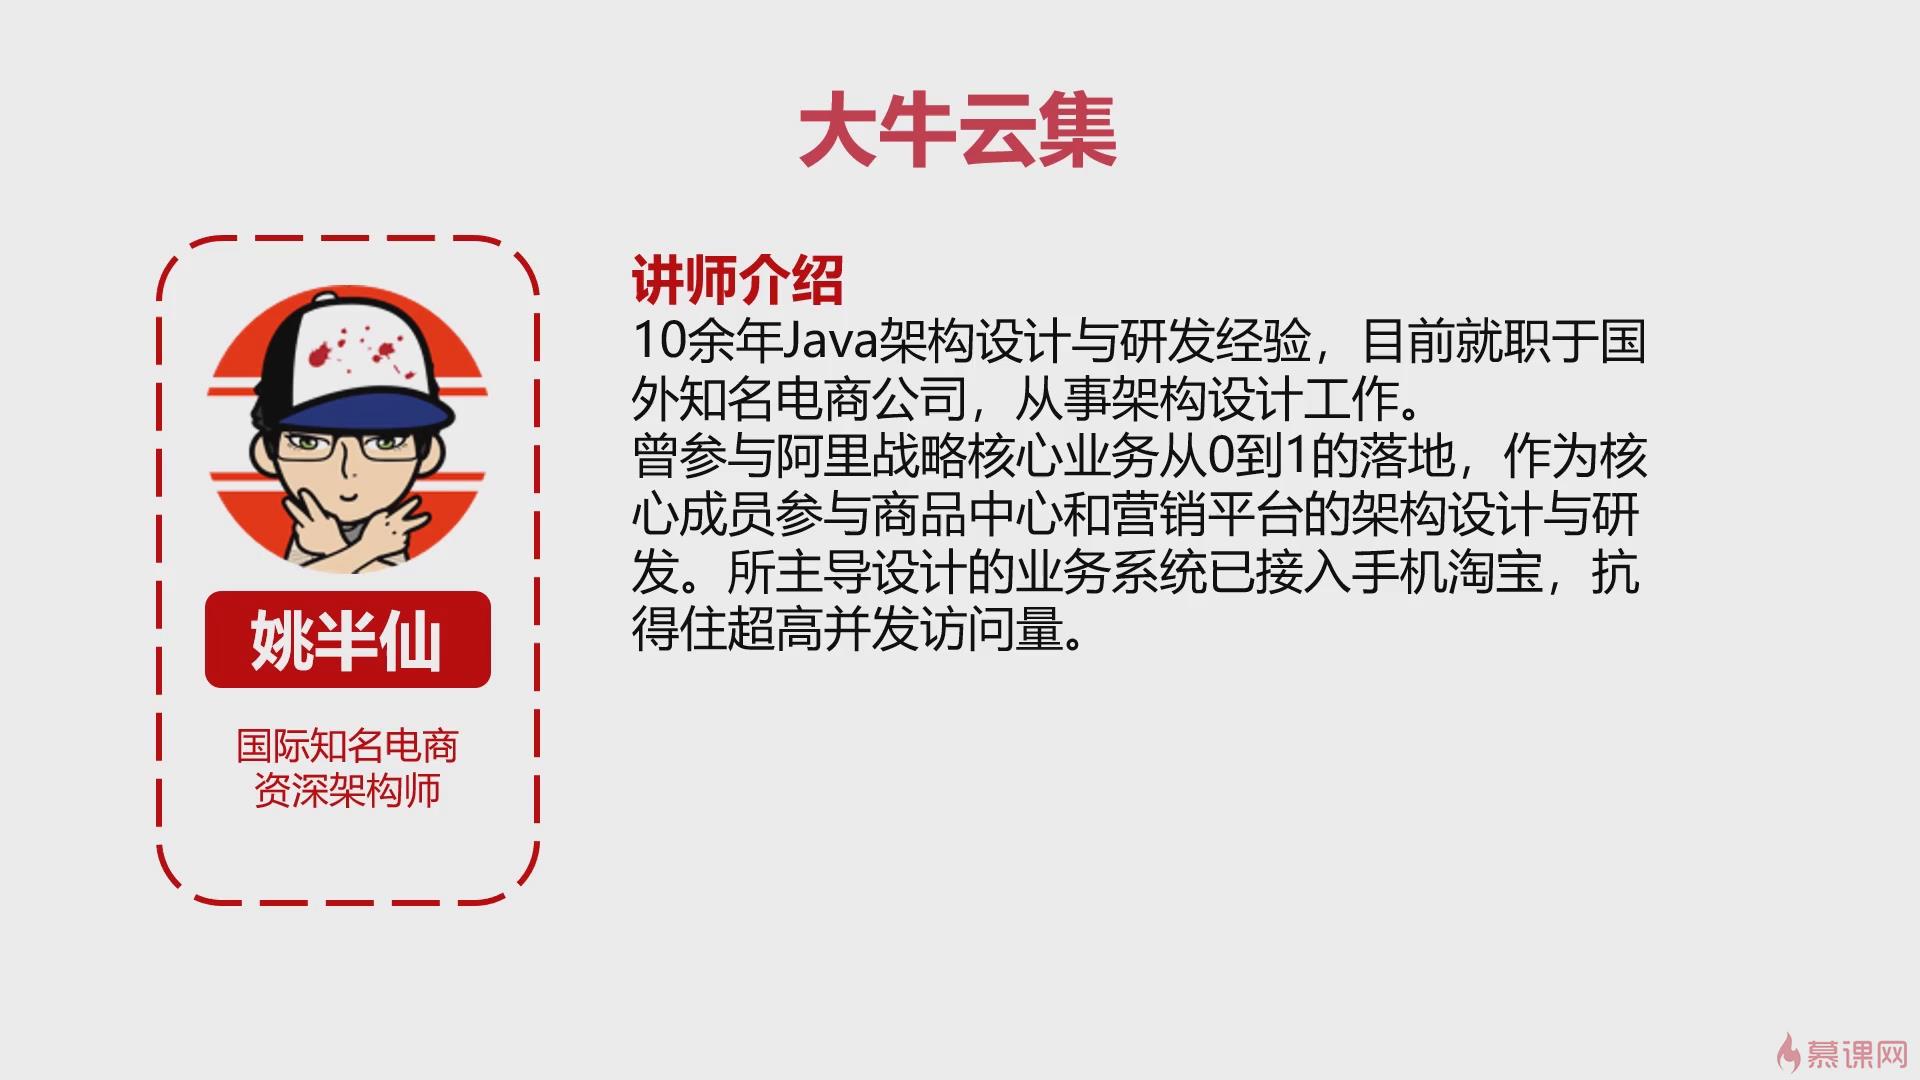 大牛云集
姚半仙
国际知名电商
资深架构师
讲师介绍
10余年Java架构设计与研发经验，目前就职于国
外知名电商公司，从事架构设计工作。
曾参与阿里战略核心业务从0到1的落地，作为核
心成员参与商品中心和营销平台的架构设计与研
发。所主导设计的业务系统已接入手机淘宝，抗
得住超高并发访问量。
慕课网